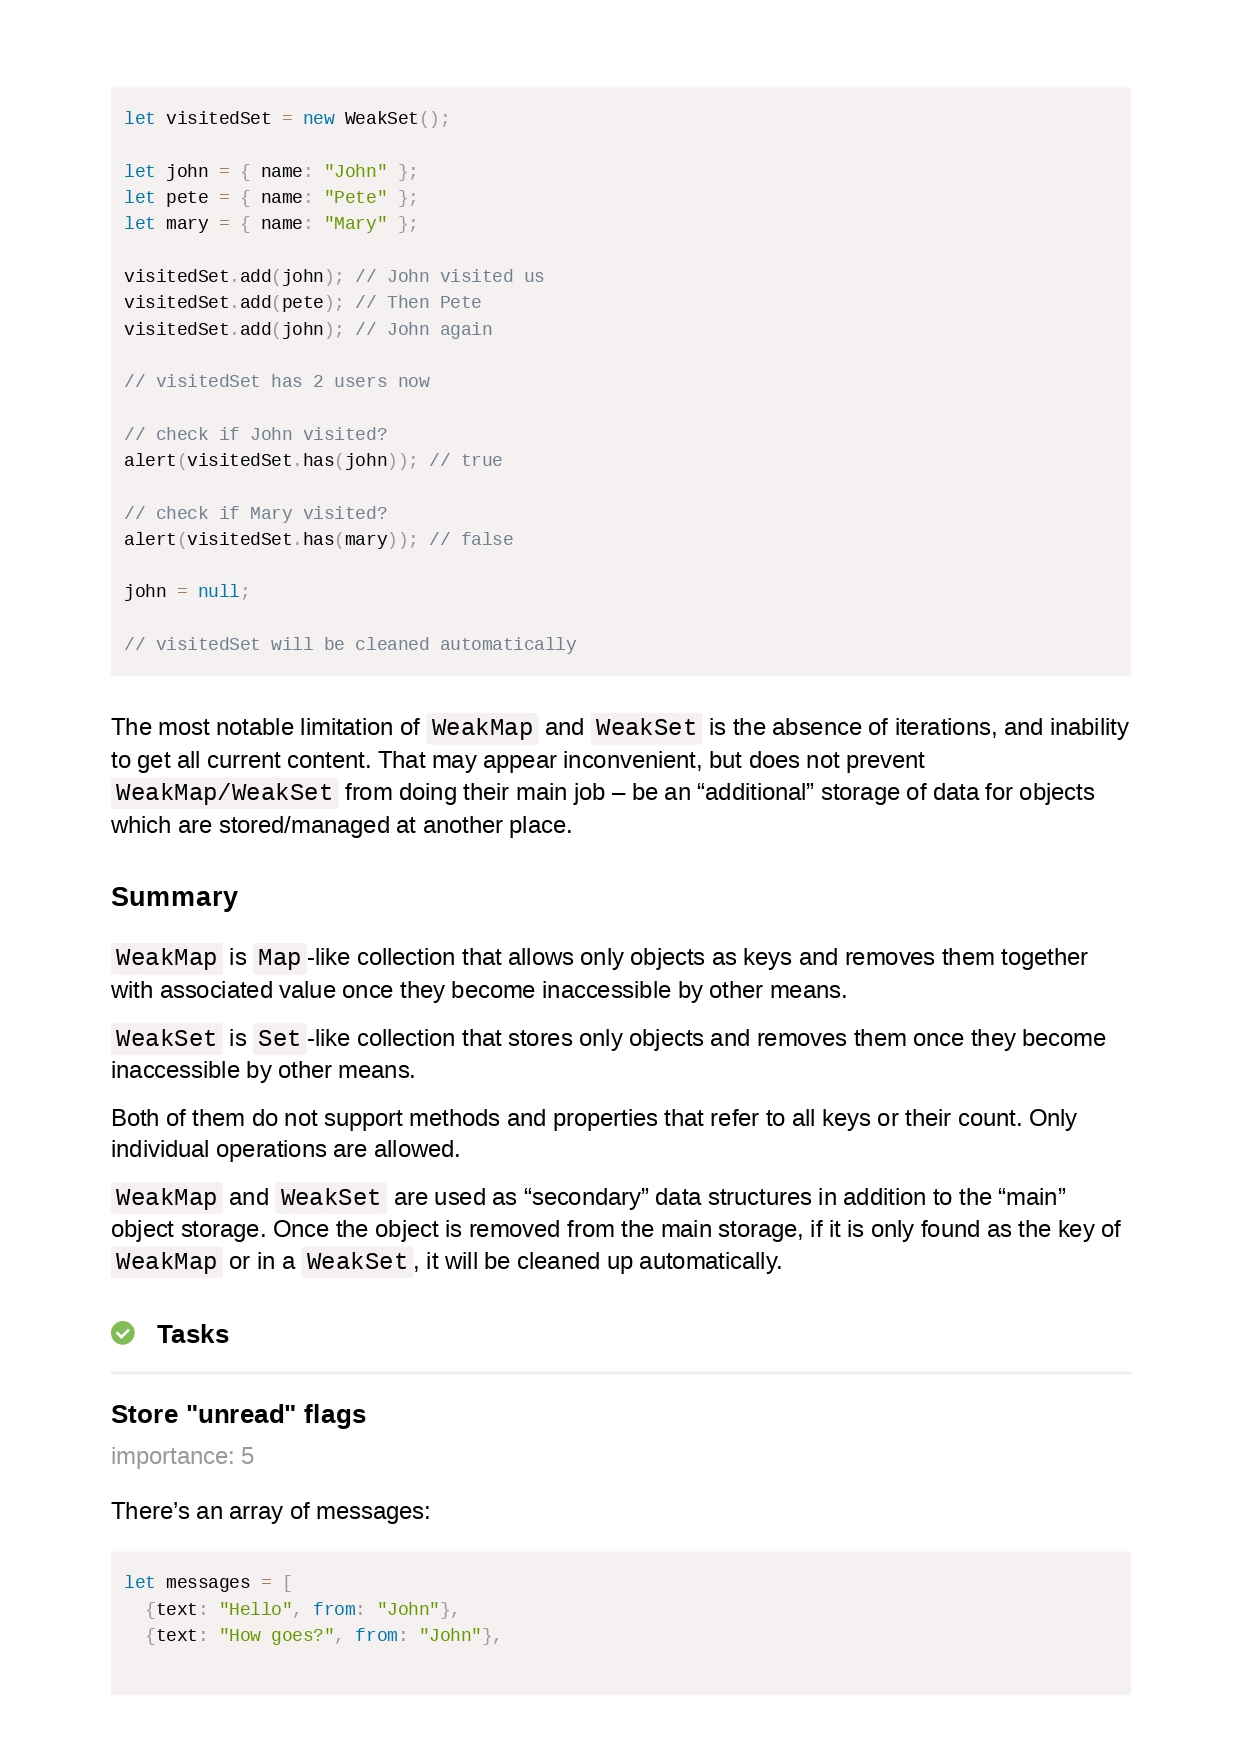 let visitedSet = new WeakSet();
let john = { name: "John" };
let pete = { name: "Pete" };
let mary = { name: "Mary" };
visitedSet.add(john); // John visited us
visitedSet.add(pete); // Then Pete
visitedSet.add(john); // John again
// visitedSet has 2 users now
// check if John visited?
alert(visitedSet.has(john)); // true
// check if Mary visited?
alert(visitedSet.has(mary)); // false
john = null;
// visitedSet will be cleaned automatically
The most notable limitation of WeakMap and WeakSet is the absence of iterations, and inability
to get all current content. That may appear inconvenient, but does not prevent
WeakMap/WeakSet from doing their main job – be an “additional” storage of data for objects
which are stored/managed at another place.
Summary
WeakMap is Map-like collection that allows only objects as keys and removes them together
with associated value once they become inaccessible by other means.
WeakSet is Set-like collection that stores only objects and removes them once they become
inaccessible by other means.
Both of them do not support methods and properties that refer to all keys or their count. Only
individual operations are allowed.
WeakMap and WeakSet are used as “secondary” data structures in addition to the “main”
object storage. Once the object is removed from the main storage, if it is only found as the key of
WeakMap or in a WeakSet, it will be cleaned up automatically.
Tasks
Store "unread" flags
importance: 5
There’s an array of messages:
let messages = [
  {text: "Hello", from: "John"},
  {text: "How goes?", from: "John"},